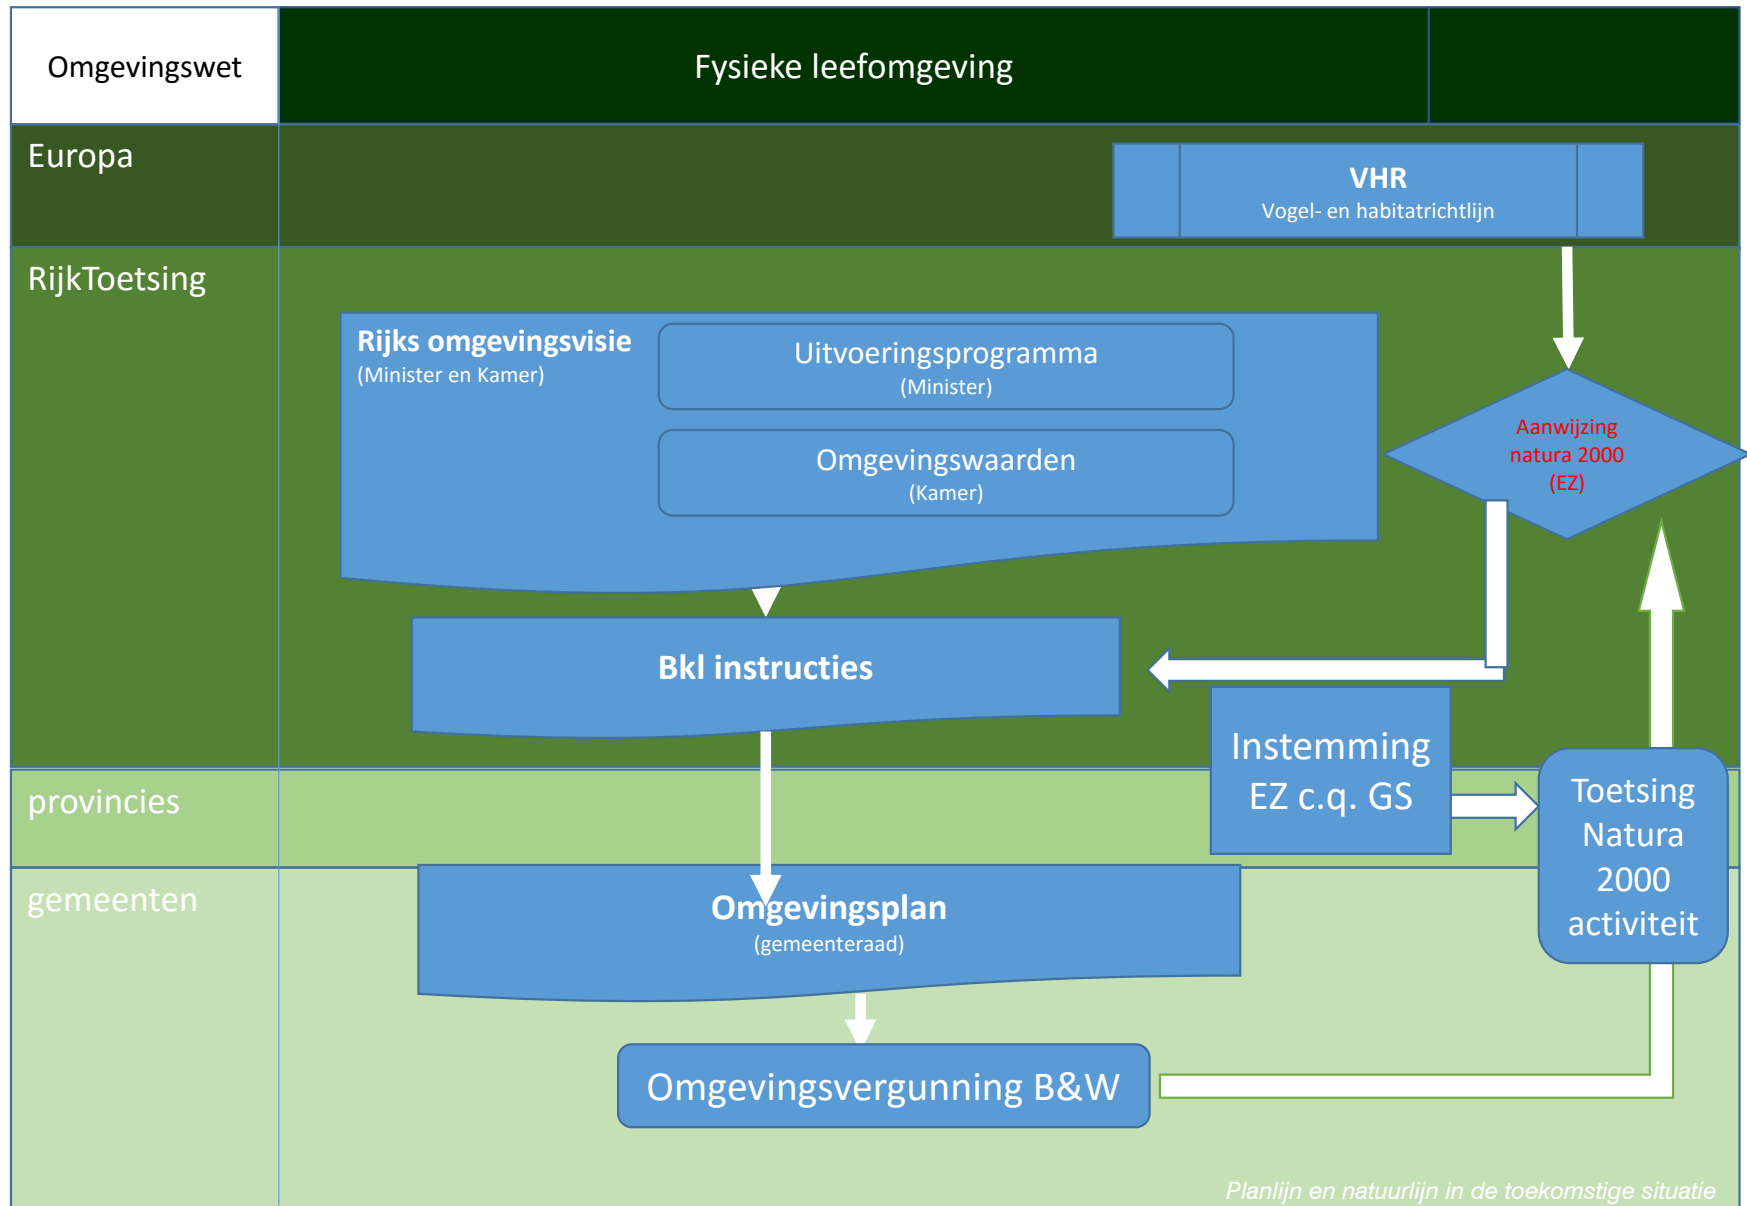 Omgevingswet
Fysieke leefomgeving
Europa
VHR
Vogel- en habitatrichtlijn
RijkToetsing
Rijks omgevingsvisie
(Minister en Kamer)
Uitvoeringsprogramma
(Minister)
Omgevingswaarden
(Kamer)
Aanwijzing
natura 2000
(EZ)
Bkl instructies
Instemming
EZ c.q. GS
provincies
Toetsing
Natura
2000
activiteit
gemeenten
Omgevingsplan
(gemeenteraad)
Omgevingsvergunning B&W
Planlijn en natuurlijn in de toekomstige situatie